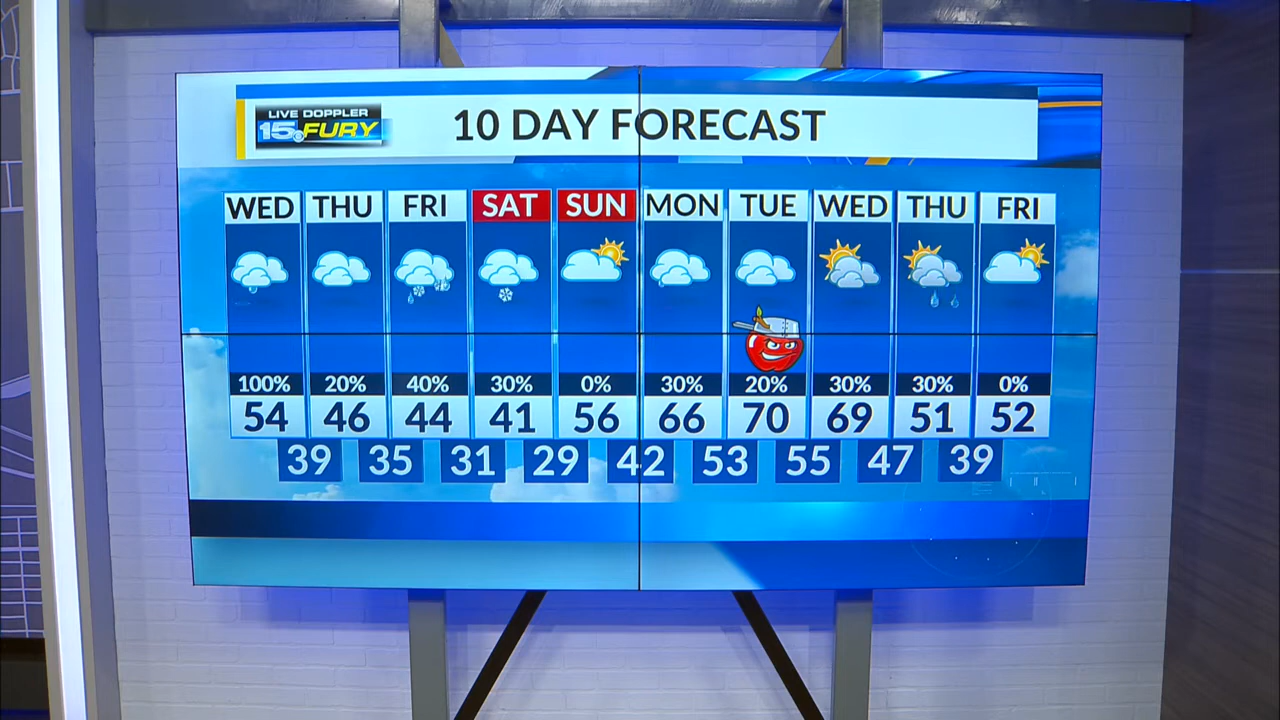 LIVE DOPPLER
15 FURY
10 DAY FORECAST
WED THU FRI SAT SUN MON TUE WED THU FRI
100% 20% 40% 30% 0% 30% 20% 30% 30% 0%
54 46 44 41 56 66 70 69 51 52
39 35 31 29 42 53 55 47 39